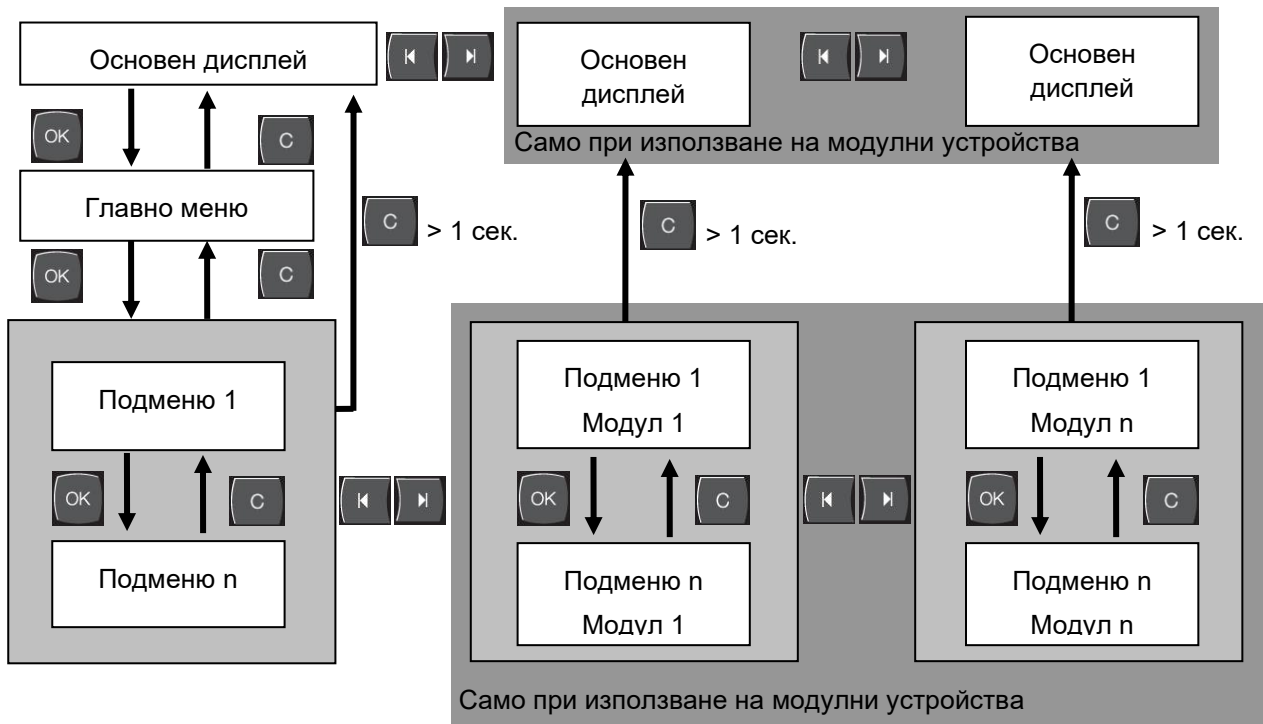 Основен дисплей
Основен
дисплей
Основен
дисплей
Само при използване на модулни устройства
OK
C
Главно меню
C
> 1 сек.
C
> 1 сек.
C
> 1 сек.
OK
C
Подменю 1
Подменю 1
Модул 1
Подменю 1
Модул n
OK
C
OK
C
OK
C
Подменю n
Подменю n
Модул 1
Подменю n
Модул n
Само при използване на модулни устройства